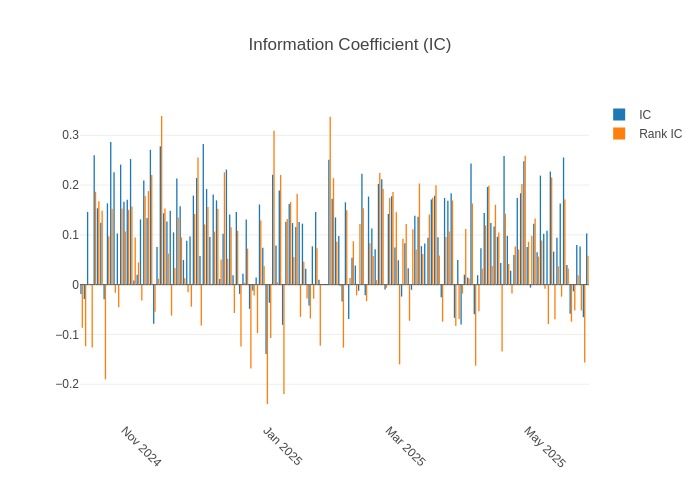 Information Coefficient (IC)
IC
Rank IC
0.3
0.2
0.1
0
−0.1
−0.2
Nov 2024
Jan 2025
Mar 2025
May 2025